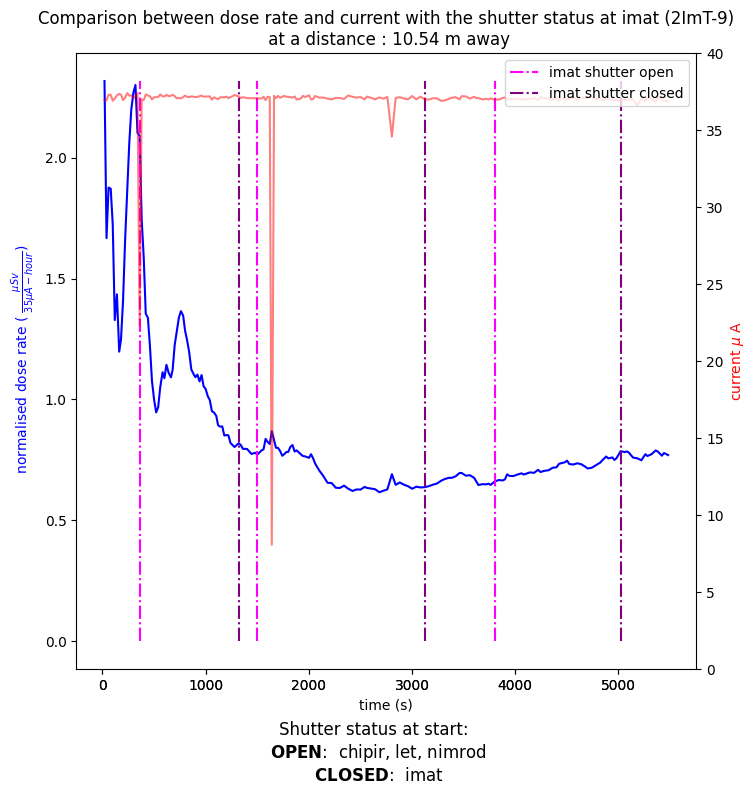 Comparison between dose rate and current with the shutter status at imat (2ImT-9)
at a distance : 10.54 m away
imat shutter open
imat shutter closed
normalised dose rate ( μSv / 35μA − hour )
2.0
1.5
1.0
0.5
0.0
40
35
30
25
20
15
10
5
0
current μ A
0 1000 2000 3000 4000 5000
time (s)
Shutter status at start:
OPEN: chipir, let, nimrod
CLOSED: imat